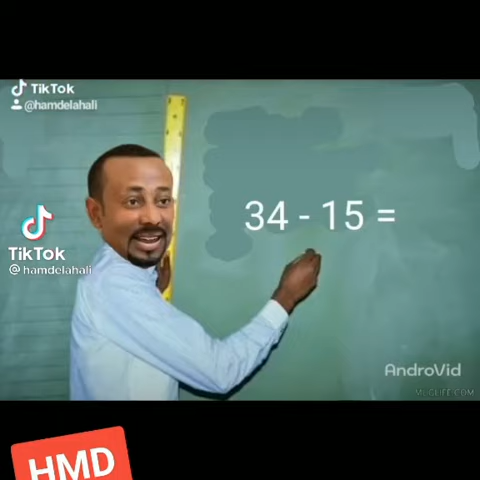 TikTok
@hamdelahali
34 - 15 =
TikTok
@hamdelahali
AndroVid
HMD